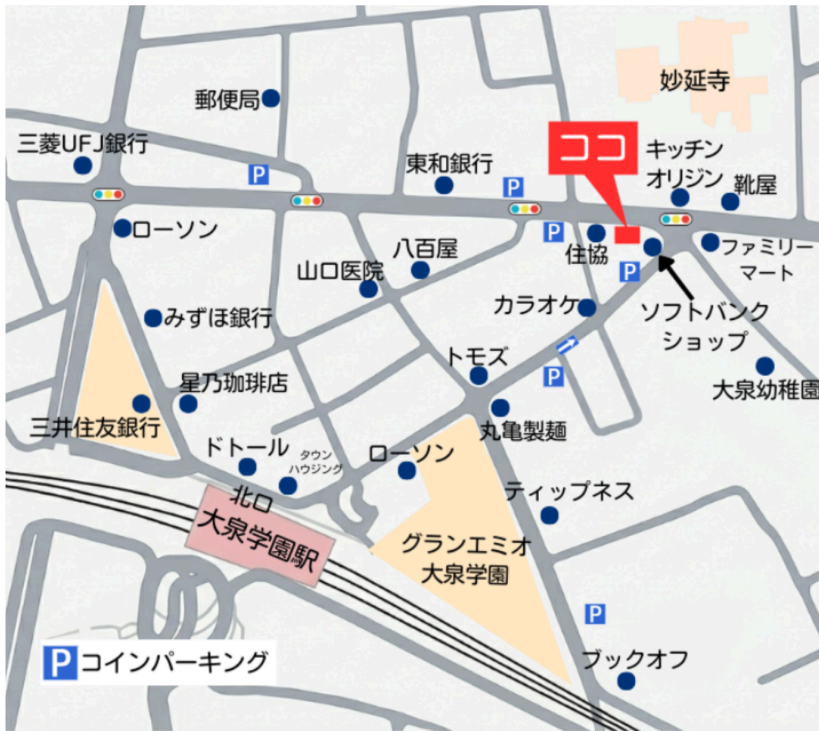 妙延寺
郵便局
三菱UFJ銀行
P
東和銀行
P
ココ
キッチン
オリジン
靴屋
ローソン
八百屋
山口医院
P
住協
ファミリー
マート
P
みずほ銀行
カラオケ
ソフトバンク
ショップ
トモズ
P
大泉幼稚園
星乃珈琲店
三井住友銀行
丸亀製麺
ドトール
タウン
ハウジング
ローソン
ティップネス
北口
大泉学園駅
グランエミオ
大泉学園
P
ブックオフ
P コインパーキング